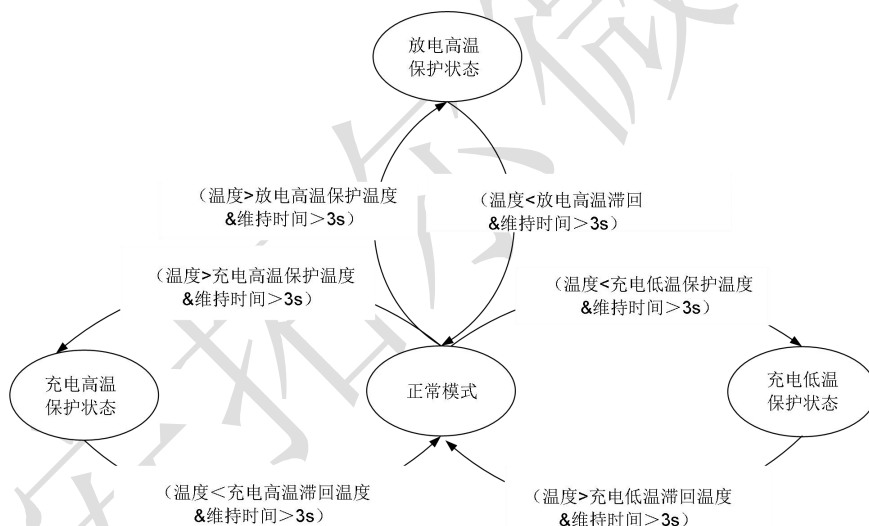 放电高温
保护状态
（温度>放电高温保护温度
&维持时间＞3s）
（温度<放电高温滞回
&维持时间＞3s）
（温度>充电高温保护温度
&维持时间＞3s）
（温度<充电低温保护温度
&维持时间＞3s）
充电高温
保护状态
正常模式
充电低温
保护状态
（温度＜充电高温滞回温度
&维持时间＞3s）
（温度>充电低温滞回温度
&维持时间＞3s）